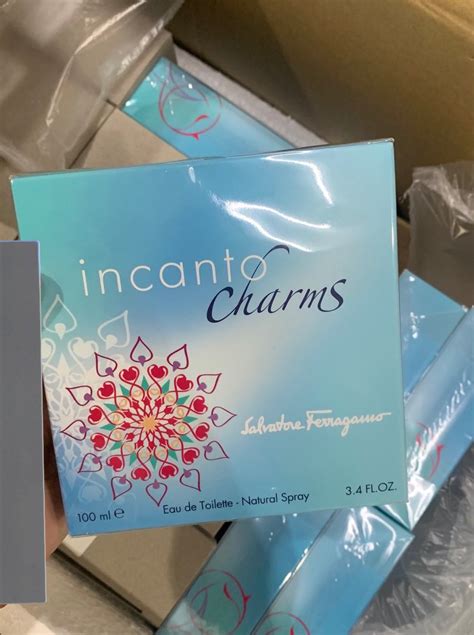 incanto
Charms
Salvatore Ferragamo
100 ml ℮ Eau de Toilette - Natural Spray 3.4 FL.OZ.